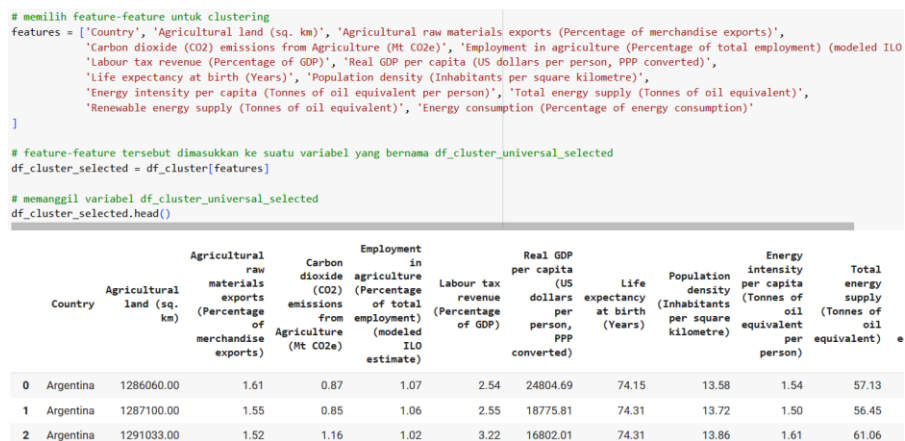 # memilih feature-feature untuk clustering
features = ['Country', 'Agricultural land (sq. km)', 'Agricultural raw materials exports (Percentage of merchandise exports)',
'Carbon dioxide (CO2) emissions from Agriculture (Mt CO2e)', 'Employment in agriculture (Percentage of total employment) (modeled ILO
'Labour tax revenue (Percentage of GDP)', 'Real GDP per capita (US dollars per person, PPP converted)',
'Life expectancy at birth (Years)', 'Population density (Inhabitants per square kilometre)',
'Energy intensity per capita (Tonnes of oil equivalent per person)', 'Total energy supply (Tonnes of oil equivalent)',
'Renewable energy supply (Tonnes of oil equivalent)', 'Energy consumption (Percentage of energy consumption)'
]
# feature-feature tersebut dimasukkan ke suatu variabel yang bernama df_cluster_universal_selected
df_cluster_selected = df_cluster[features]
# memanggil variabel df_cluster_universal_selected
df_cluster_selected.head()
Country
Agricultural land (sq. km)
Agricultural raw materials exports (Percentage of merchandise exports)
Carbon dioxide (CO2) emissions from Agriculture (Mt CO2e)
Employment in agriculture (Percentage of total employment) (modeled ILO estimate)
Labour tax revenue (Percentage of GDP)
Real GDP per capita (US dollars per person, PPP converted)
Life expectancy at birth (Years)
Population density (Inhabitants per square kilometre)
Energy intensity per capita (Tonnes of oil equivalent per person)
Total energy supply (Tonnes of oil equivalent)
0 Argentina 1286060.00 1.61 0.87 1.07 2.54 24804.69 74.15 13.58 1.54 57.13
1 Argentina 1287100.00 1.55 0.85 1.06 2.55 18775.81 74.31 13.72 1.50 56.45
2 Argentina 1291033.00 1.52 1.16 1.02 3.22 16802.01 74.31 13.86 1.61 61.06